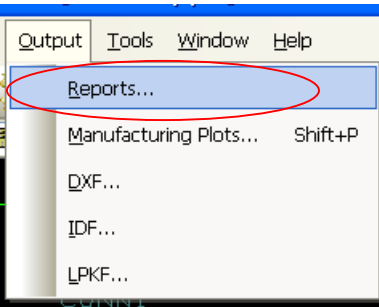 Output Tools Window Help
Reports...
Manufacturing Plots... Shift+P
DXF...
IDF...
LPKF...